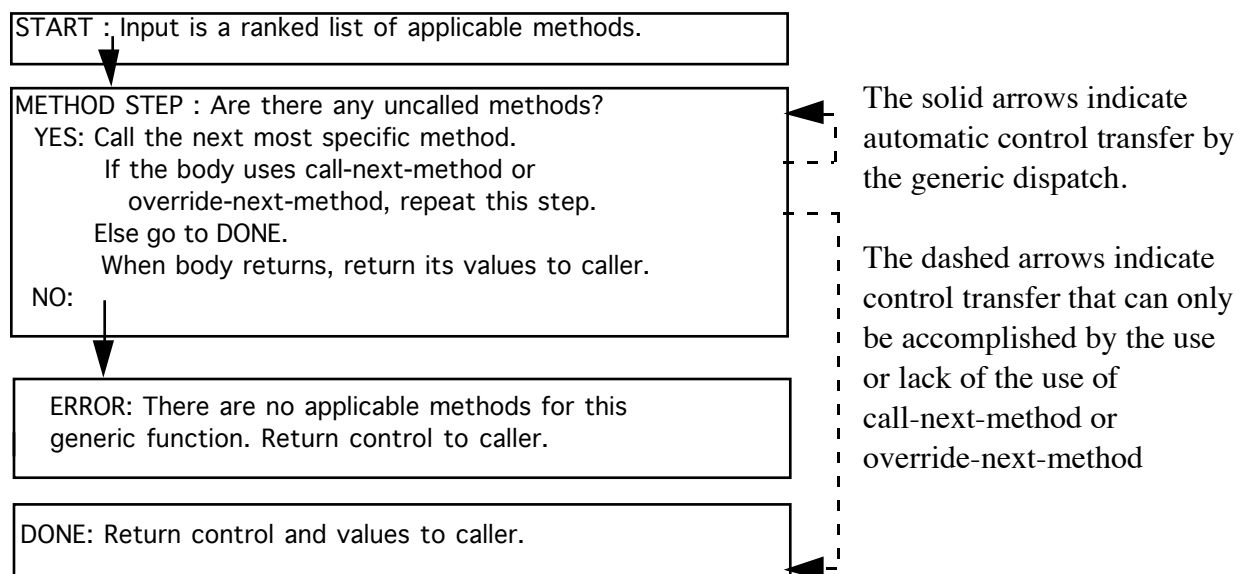 START : Input is a ranked list of applicable methods.
METHOD STEP : Are there any uncalled methods?
YES: Call the next most specific method.
If the body uses call-next-method or
override-next-method, repeat this step.
Else go to DONE.
When body returns, return its values to caller.
NO:
ERROR: There are no applicable methods for this
generic function. Return control to caller.
DONE: Return control and values to caller.
The solid arrows indicate
automatic control transfer by
the generic dispatch.
The dashed arrows indicate
control transfer that can only
be accomplished by the use
or lack of the use of
call-next-method or
override-next-method